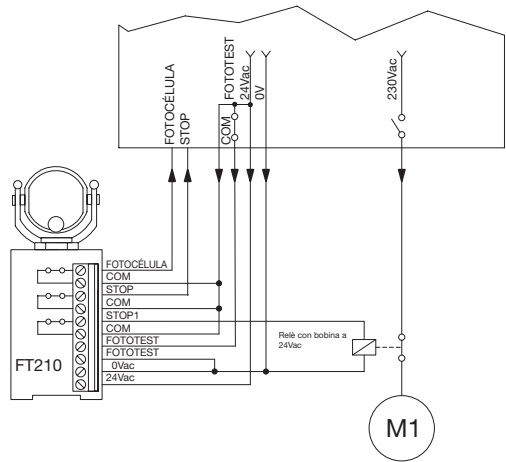 FOTOTEST
24Vac
0V
230Vac
FOTOCÉLULA
STOP
COM
FOTOCÉLULA
COM
STOP
COM
STOP1
COM
FOTOTEST
FOTOTEST
0Vac
24Vac
FT210
Relè con bobina a
24Vac
M1